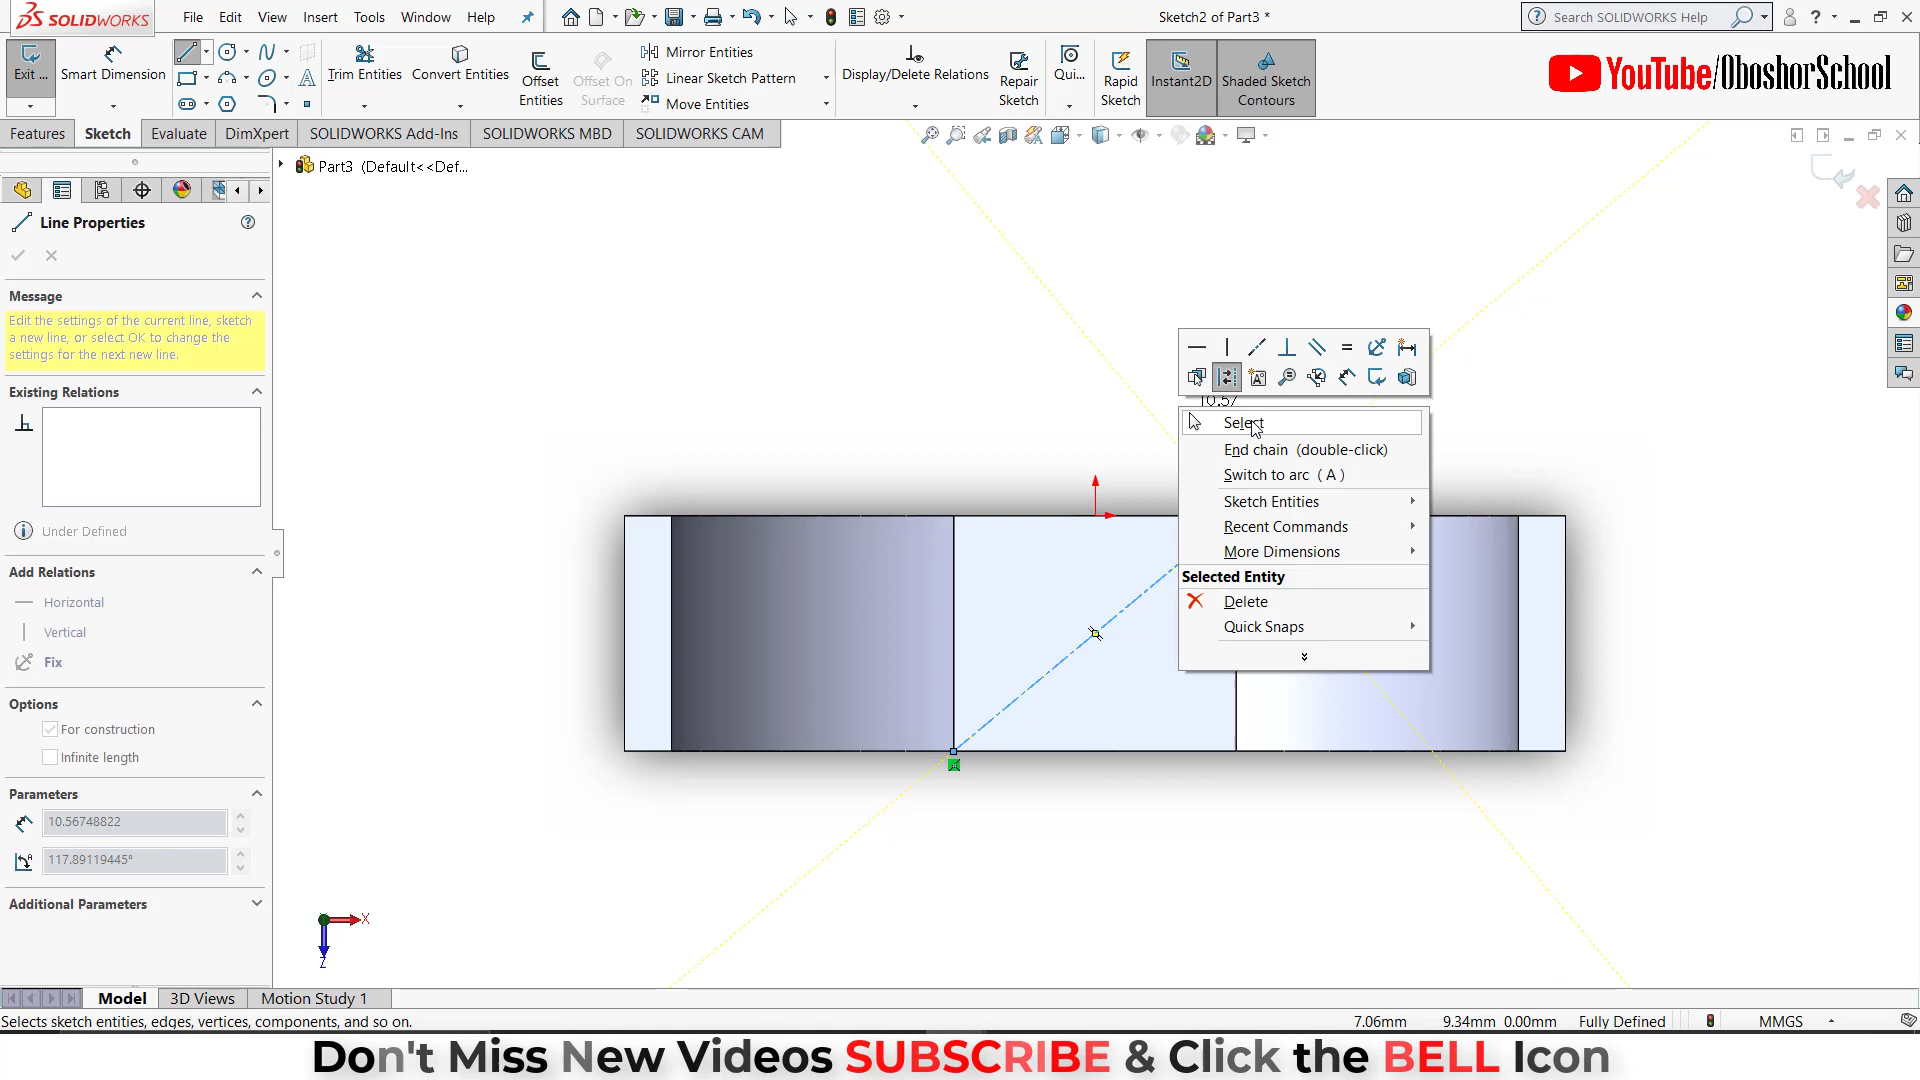 SOLIDWORKS
File Edit View Insert Tools Window Help
Sketch2 of Part3 *
Search SOLIDWORKS Help
Exit ...
Smart Dimension
Trim Entities
Convert Entities
Offset Entities
Offset On Surface
Mirror Entities
Linear Sketch Pattern
Move Entities
Display/Delete Relations
Repair Sketch
Qui...
Rapid Sketch
Instant2D
Shaded Sketch Contours
YouTube/OboshorSchool
Features Sketch Evaluate DimXpert SOLIDWORKS Add-Ins SOLIDWORKS MBD SOLIDWORKS CAM
Part3 (Default<<Def...
Line Properties
Message
Edit the settings of the current line, sketch
a new line, or select OK to change the
settings for the next new line.
Existing Relations
Under Defined
Add Relations
Horizontal
Vertical
Fix
Options
For construction
Infinite length
Parameters
10.56748822
117.89119445°
Additional Parameters
10.57
Select
End chain (double-click)
Switch to arc ( A )
Sketch Entities
Recent Commands
More Dimensions
Selected Entity
Delete
Quick Snaps
X
Z
Model 3D Views Motion Study 1
Selects sketch entities, edges, vertices, components, and so on.
7.06mm 9.34mm 0.00mm Fully Defined MMGS
Don't Miss New Videos SUBSCRIBE & Click the BELL Icon